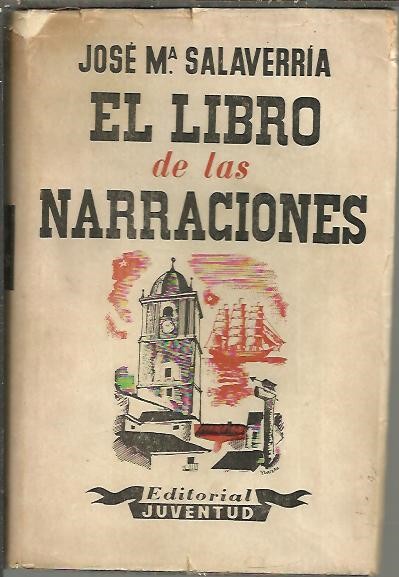 JOSÉ Mª SALAVERRÍA
EL LIBRO
de las
NARRACIONES
Editorial
JUVENTUD